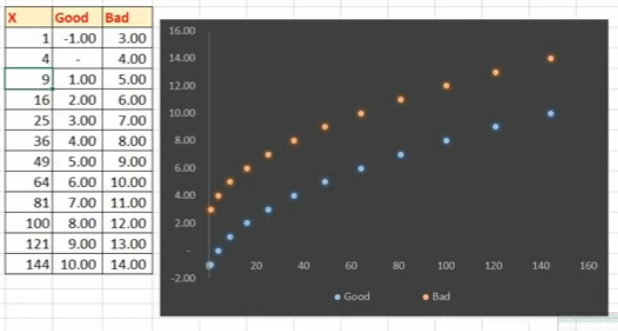 X Good Bad
1 -1.00 3.00
4 - 4.00
9 1.00 5.00
16 2.00 6.00
25 3.00 7.00
36 4.00 8.00
49 5.00 9.00
64 6.00 10.00
81 7.00 11.00
100 8.00 12.00
121 9.00 13.00
144 10.00 14.00
16.00
14.00
12.00
10.00
8.00
6.00
4.00
2.00
-
-2.00
0 20 40 60 80 100 120 140 160
Good Bad